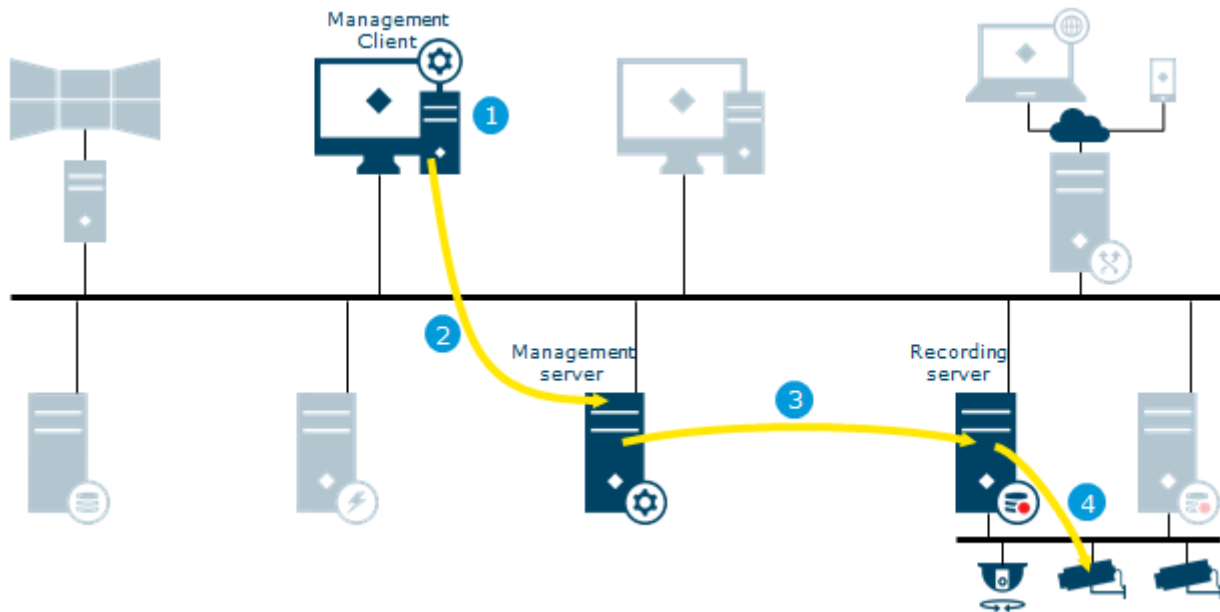 Management
Client
1
2
Management
server
3
Recording
server
4